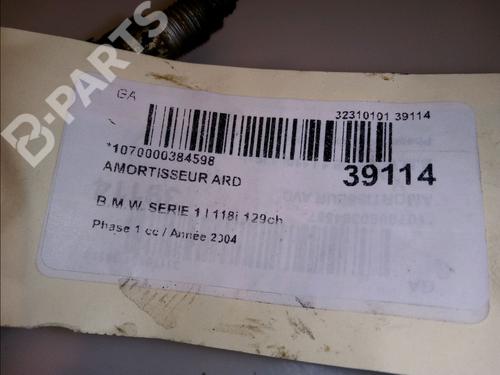 B-PARTS
GA
32310101 39114
*1070000384598
39114
AMORTISSEUR ARD
B.M.W. SERIE 1 I 118i 129ch
Phase 1 cc / Année 2004